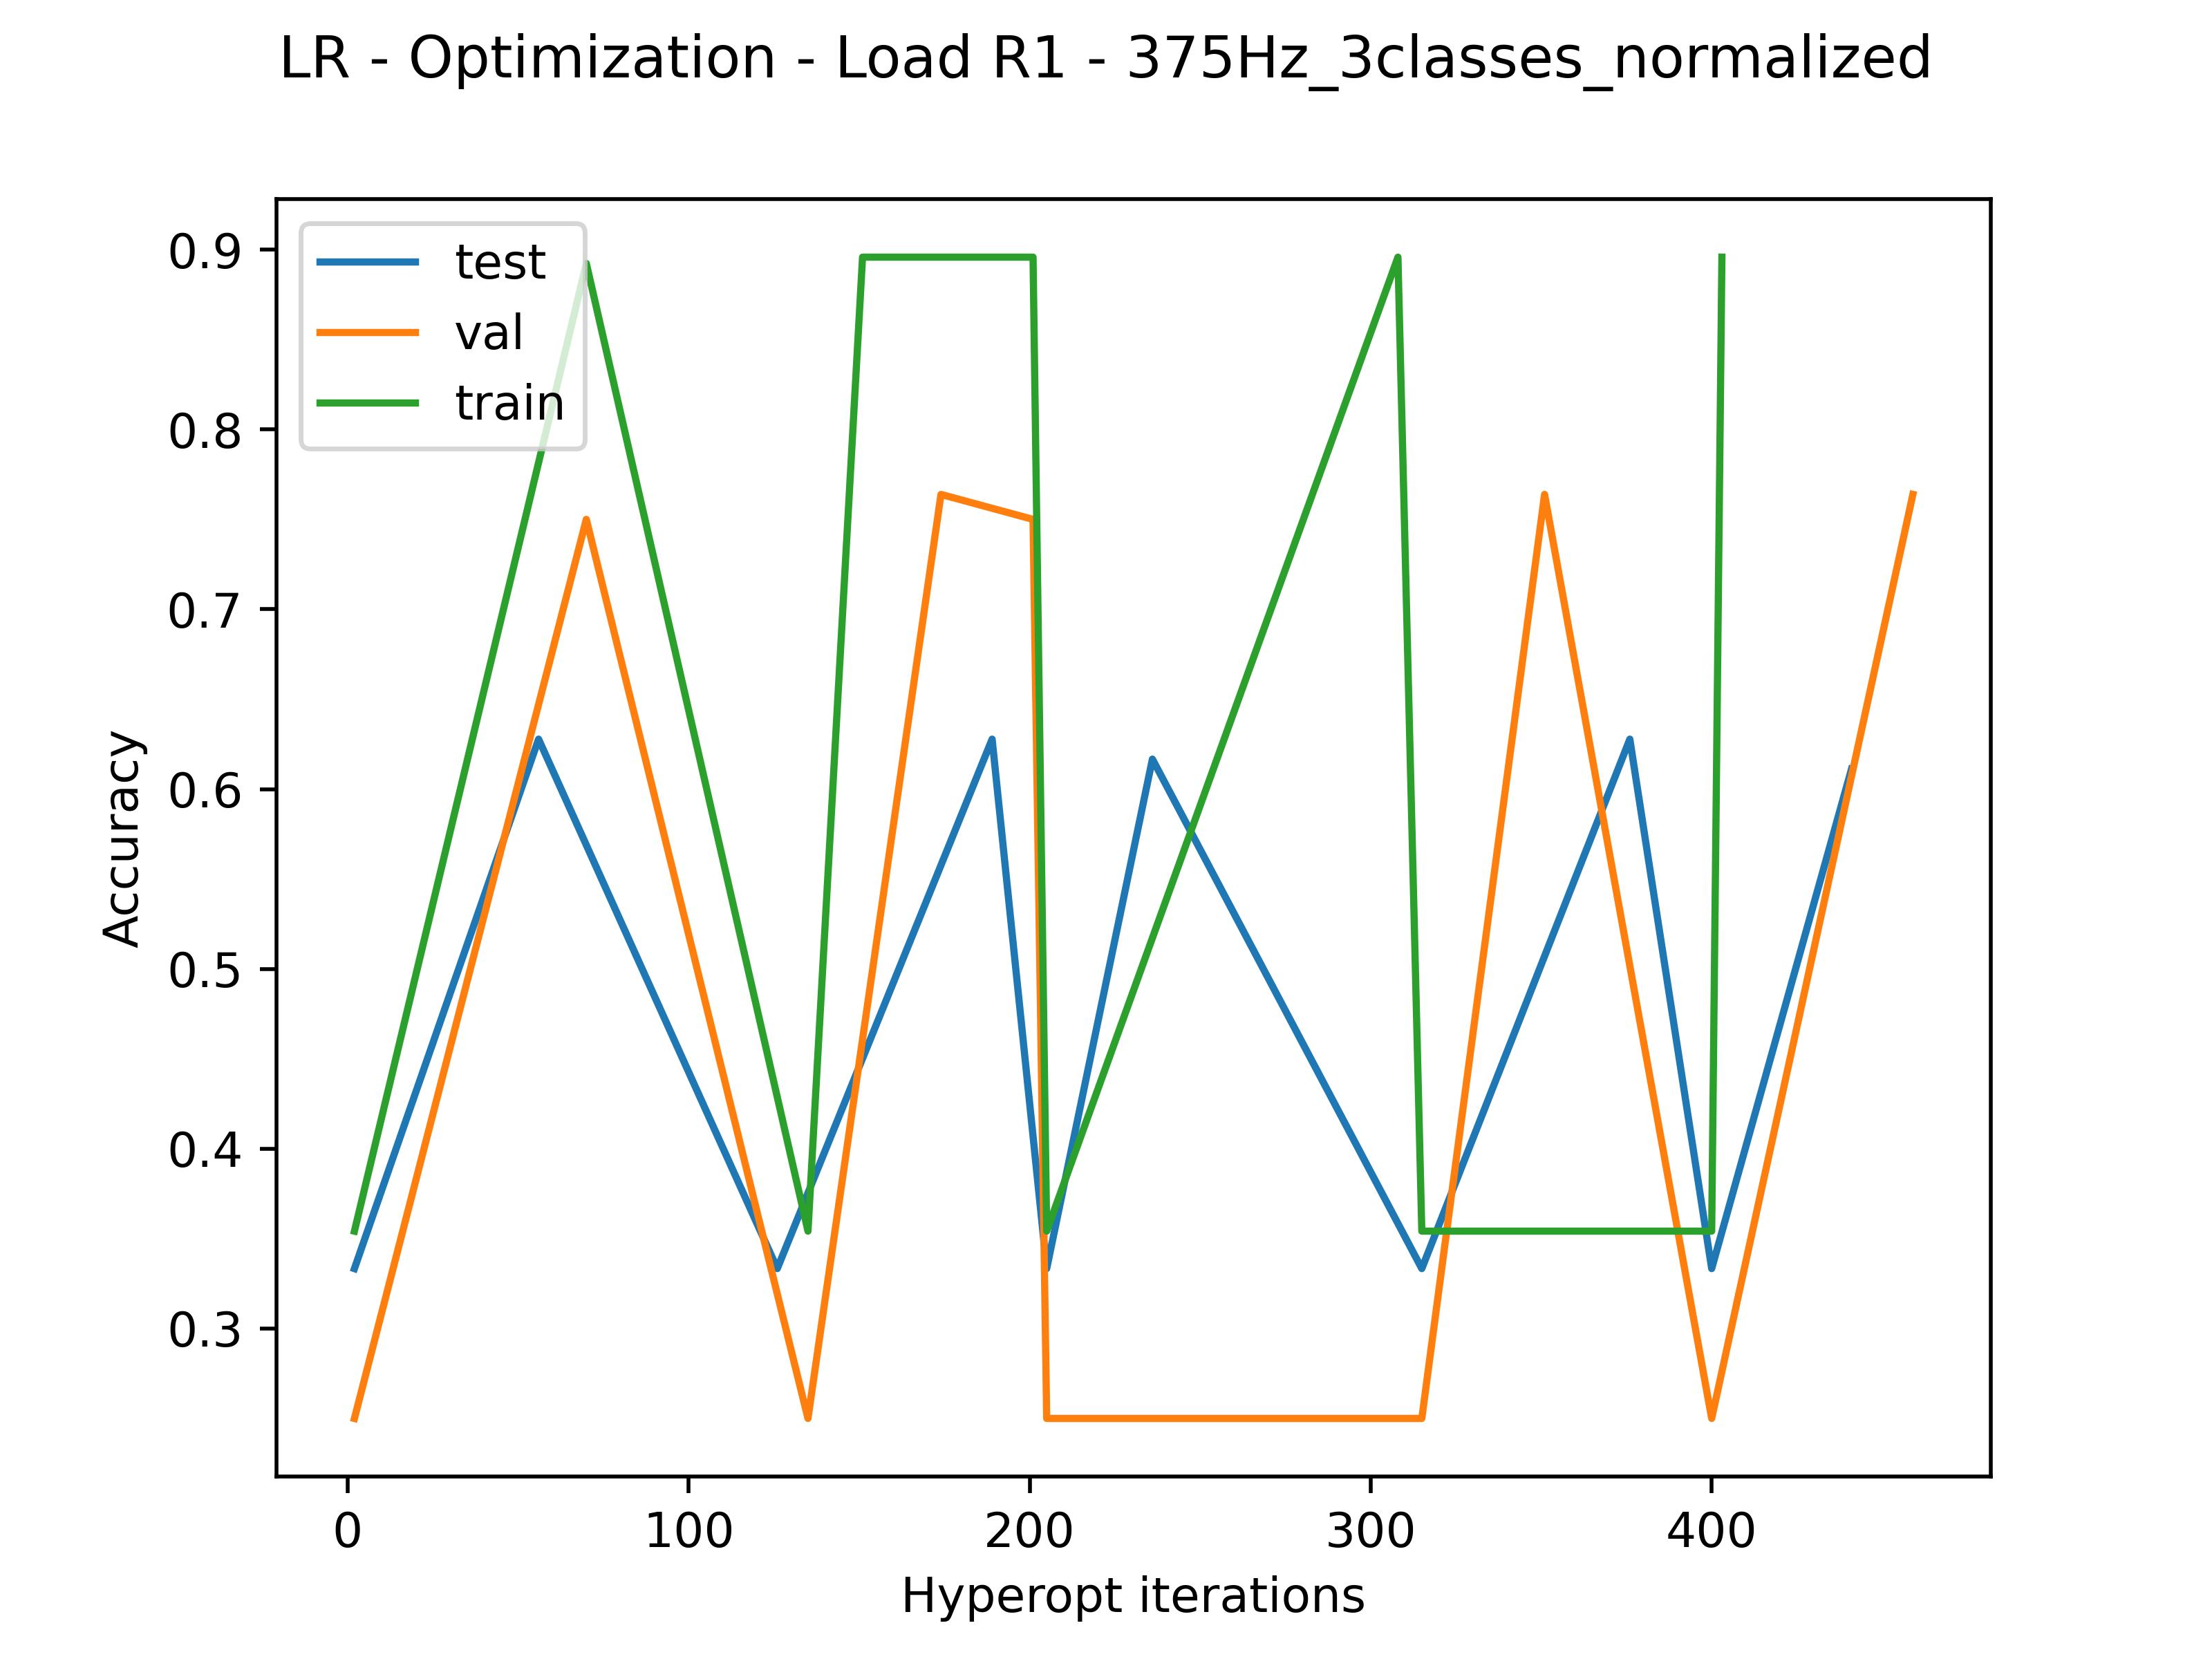 LR - Optimization - Load R1 - 375Hz_3classes_normalized
test
val
train
0.9
0.8
0.7
0.6
0.5
0.4
0.3
Accuracy
0 100 200 300 400
Hyperopt iterations